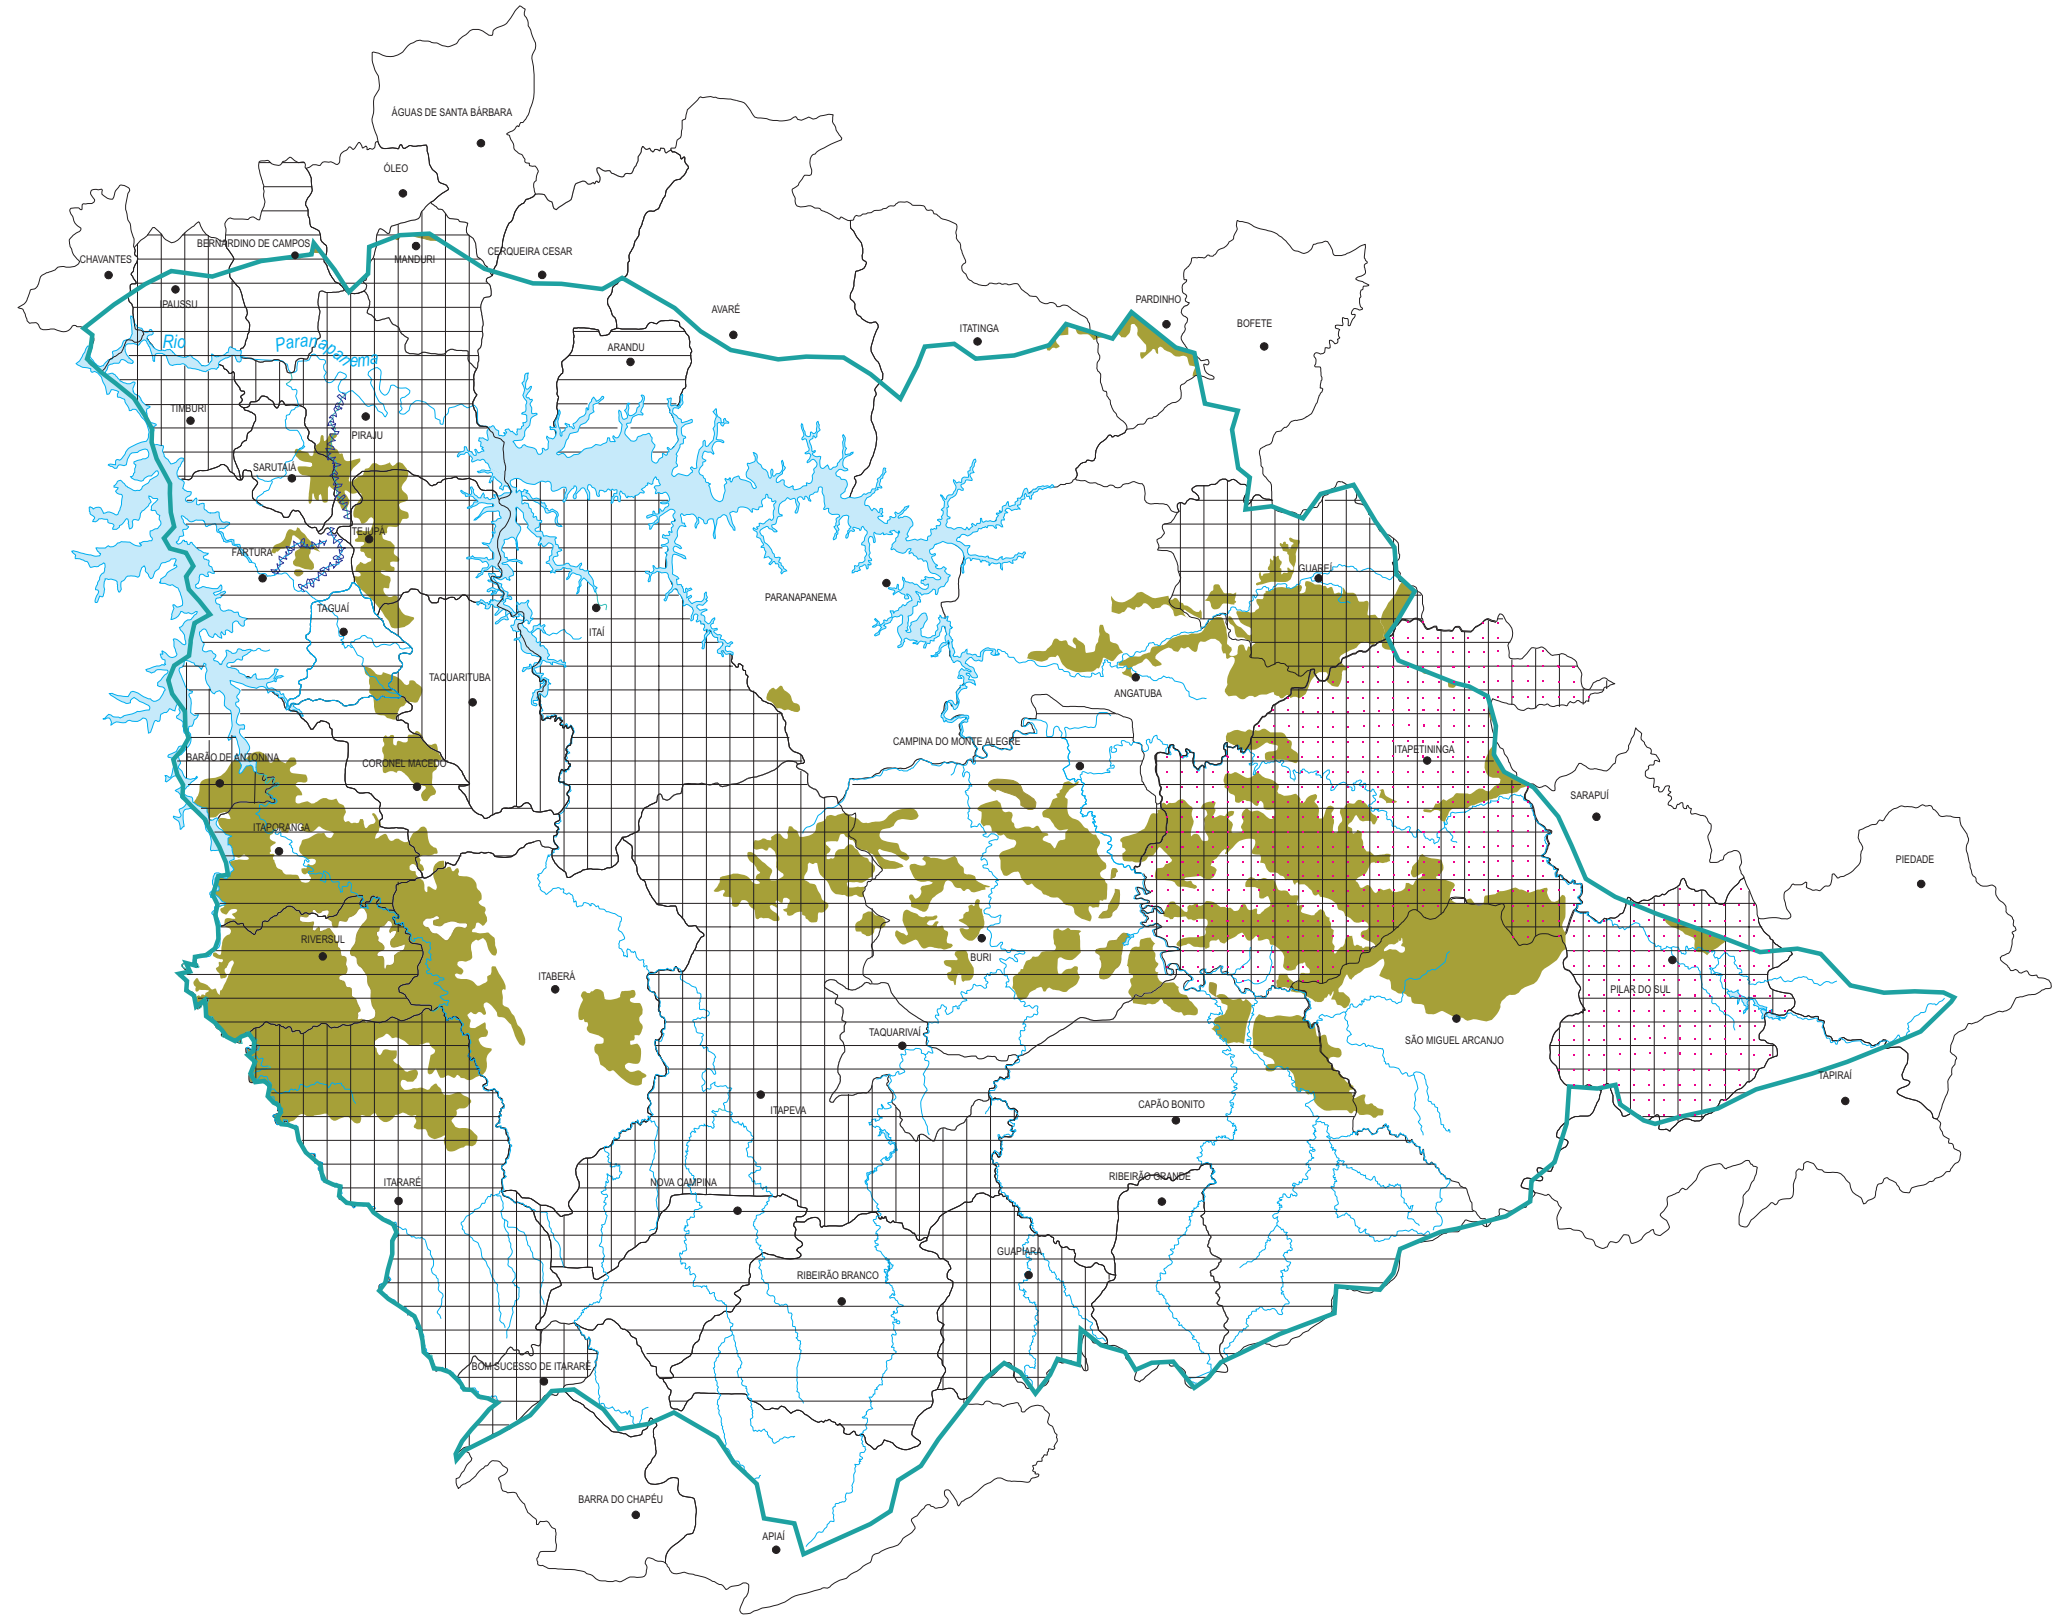 ÁGUAS DE SANTA BÁRBARA
ÓLEO
BERNARDINO DE CAMPOS
CHAVANTES
MANDURI
CERQUEIRA CESAR
IPAUSSU
AVARÉ
ITATINGA
PARDINHO
BOFETE
Rio Paranapanema
ARANDU
TIMBURI
PIRAJU
SARUTAIÁ
TEJUPÁ
FARTURA
GUAREÍ
TAGUAÍ
ITAÍ
PARANAPANEMA
TAQUARITUBA
ANGATUBA
CAMPINA DO MONTE ALEGRE
ITAPETININGA
BARÃO DE ANTONINA
CORONEL MACEDO
SARAPUÍ
ITAPORANGA
PIEDADE
RIVERSUL
BURI
ITABERÁ
PILAR DO SUL
TAQUARIVAÍ
SÃO MIGUEL ARCANJO
TAPIRAÍ
ITAPEVA
CAPÃO BONITO
ITARARÉ
NOVA CAMPINA
RIBEIRÃO GRANDE
GUAPIARA
RIBEIRÃO BRANCO
BOM SUCESSO DE ITARARÉ
BARRA DO CHAPÉU
APIAÍ